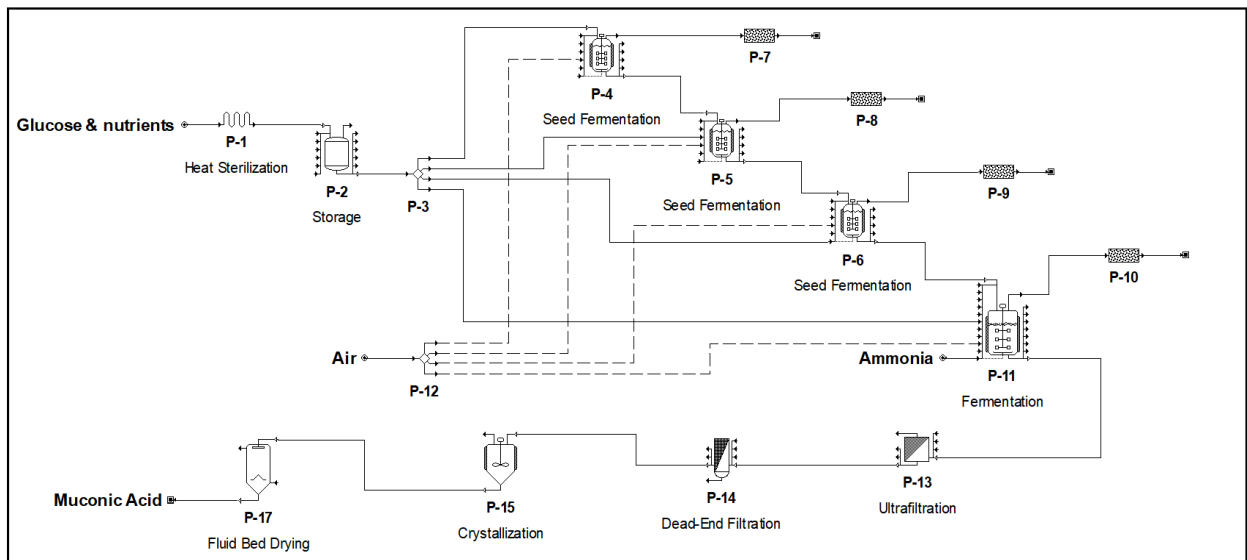 P-4
Seed Fermentation
P-7
P-8
Glucose & nutrients
P-1
Heat Sterilization
P-2
Storage
P-3
P-5
Seed Fermentation
P-9
P-6
Seed Fermentation
P-10
Air
P-12
Ammonia
P-11
Fermentation
Muconic Acid
P-17
Fluid Bed Drying
P-15
Crystallization
P-14
Dead-End Filtration
P-13
Ultrafiltration